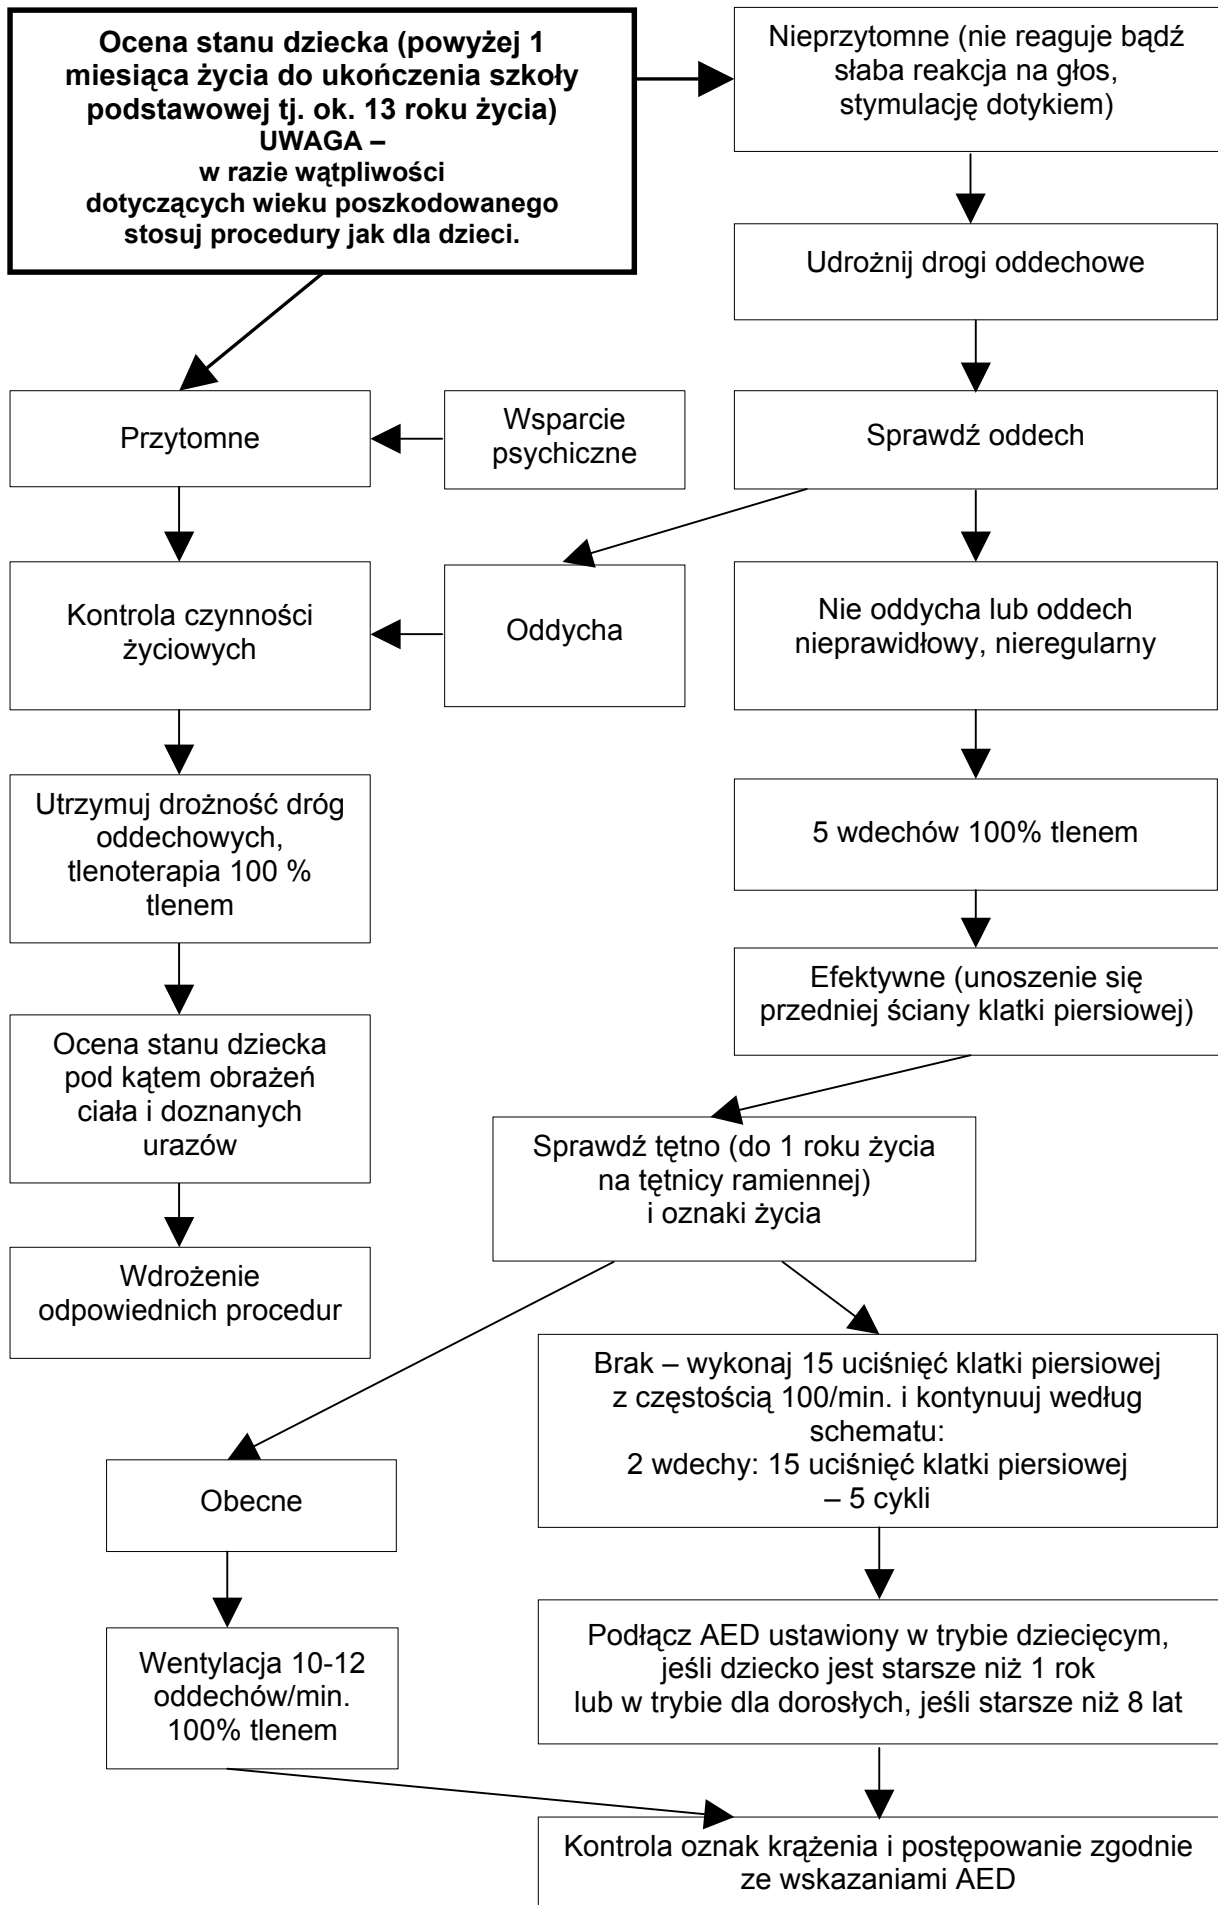 Ocena stanu dziecka (powyżej 1
miesiąca życia do ukończenia szkoły
podstawowej tj. ok. 13 roku życia)
UWAGA –
w razie wątpliwości
dotyczących wieku poszkodowanego
stosuj procedury jak dla dzieci.
Nieprzytomne (nie reaguje bądź
słaba reakcja na głos,
stymulację dotykiem)
Udrożnij drogi oddechowe
Przytomne
Wsparcie
psychiczne
Sprawdź oddech
Kontrola czynności
życiowych
Oddycha
Nie oddycha lub oddech
nieprawidłowy, nieregularny
Utrzymuj drożność dróg
oddechowych,
tlenoterapia 100 %
tlenem
5 wdechów 100% tlenem
Efektywne (unoszenie się
przedniej ściany klatki piersiowej)
Ocena stanu dziecka
pod kątem obrażeń
ciała i doznanych
urazów
Sprawdź tętno (do 1 roku życia
na tętnicy ramiennej)
i oznaki życia
Wdrożenie
odpowiednich procedur
Brak – wykonaj 15 uciśnięć klatki piersiowej
z częstością 100/min. i kontynuuj według
schematu:
2 wdechy: 15 uciśnięć klatki piersiowej
– 5 cykli
Obecne
Wentylacja 10-12
oddechów/min.
100% tlenem
Podłącz AED ustawiony w trybie dziecięcym,
jeśli dziecko jest starsze niż 1 rok
lub w trybie dla dorosłych, jeśli starsze niż 8 lat
Kontrola oznak krążenia i postępowanie zgodnie
ze wskazaniami AED